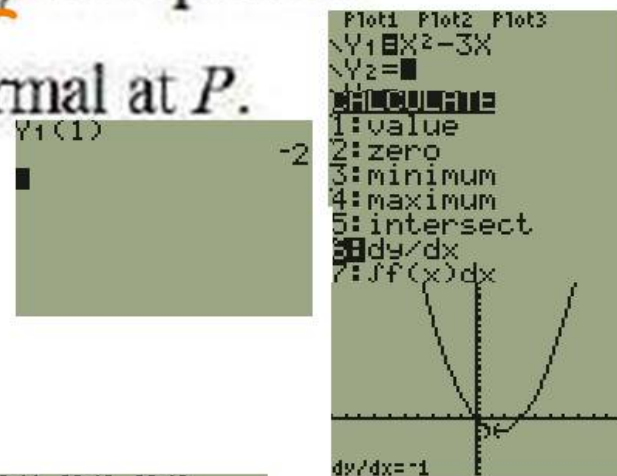 rmal at P.
Y1(1)
-2
Plot1 Plot2 Plot3
\Y1=X²-3X
\Y2=
CALCULATE
1:value
2:zero
3:minimum
4:maximum
5:intersect
6:dy/dx
7:∫f(x)dx
dy/dx=-1